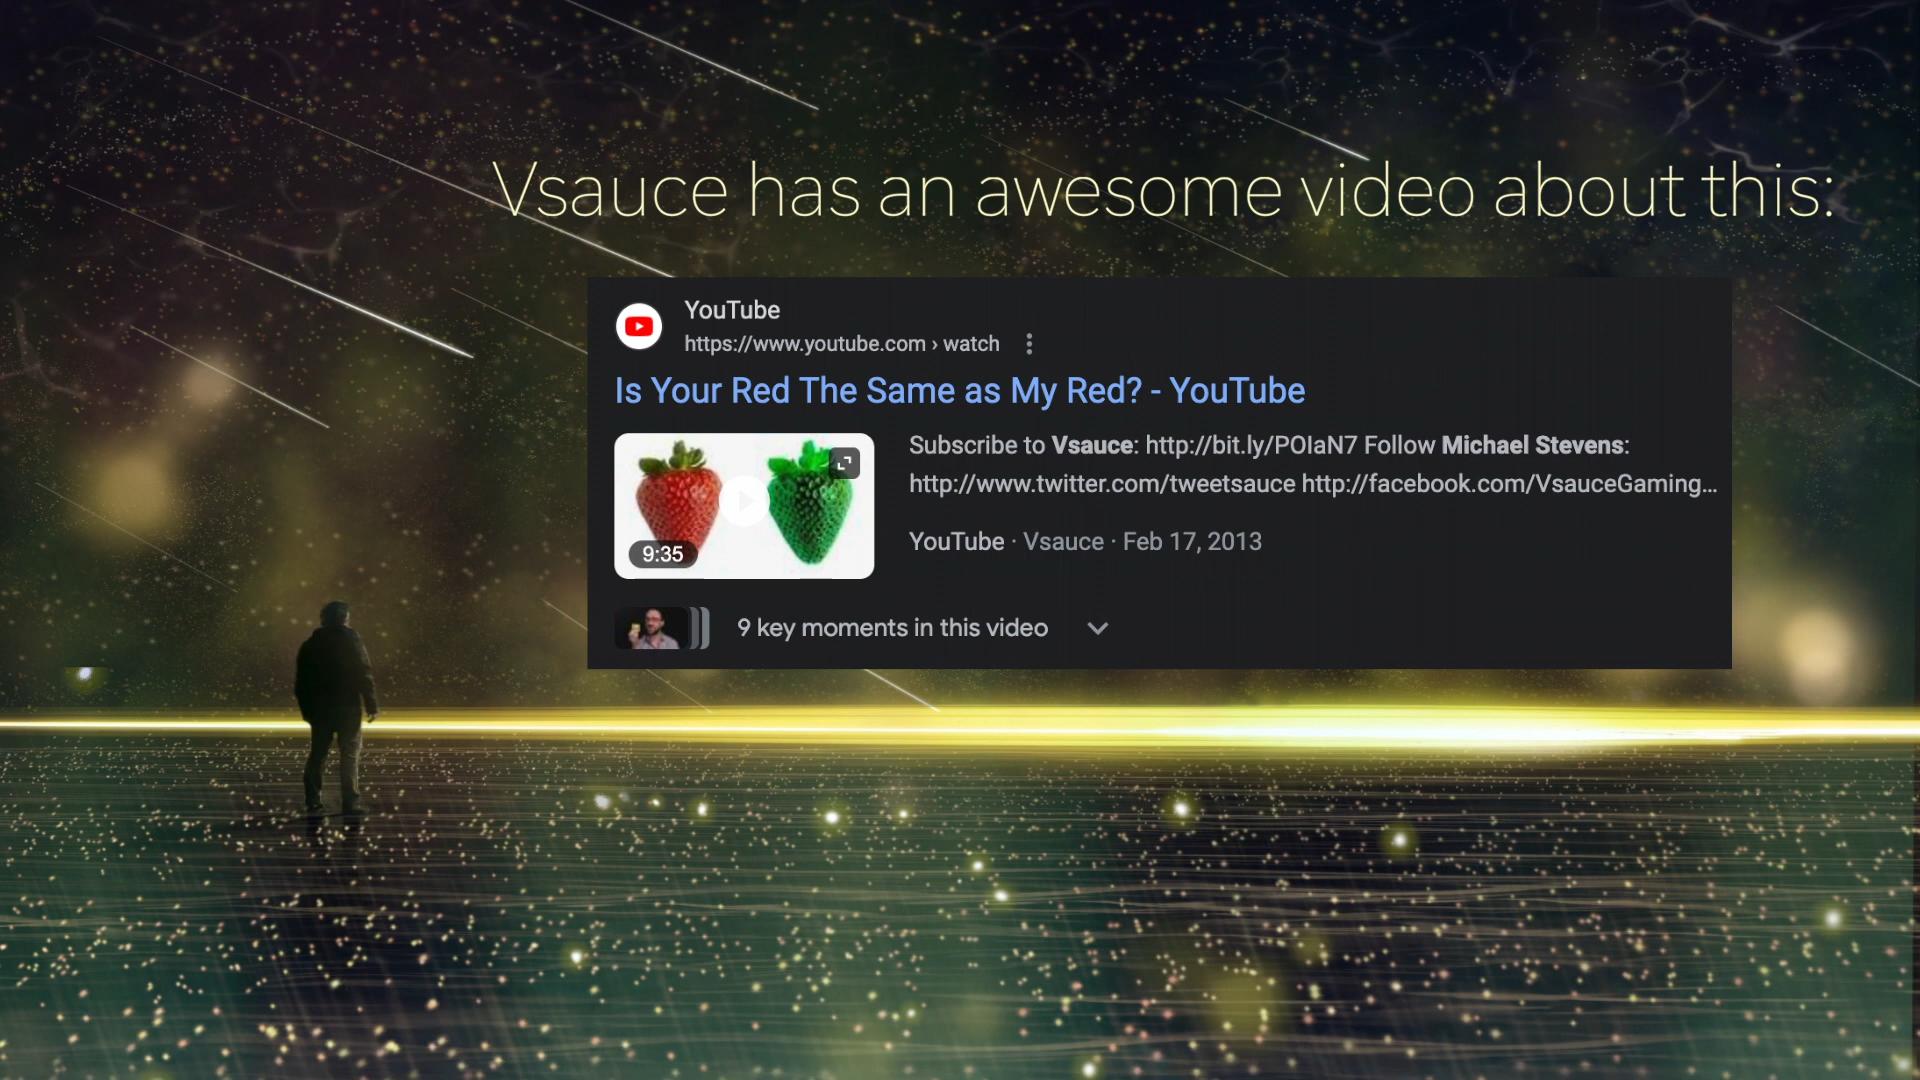 Vsauce has an awesome video about this:
YouTube
https://www.youtube.com › watch
Is Your Red The Same as My Red? - YouTube
Subscribe to Vsauce: http://bit.ly/POIaN7 Follow Michael Stevens:
http://www.twitter.com/tweetsauce http://facebook.com/VsauceGaming...
9:35
YouTube · Vsauce · Feb 17, 2013
9 key moments in this video